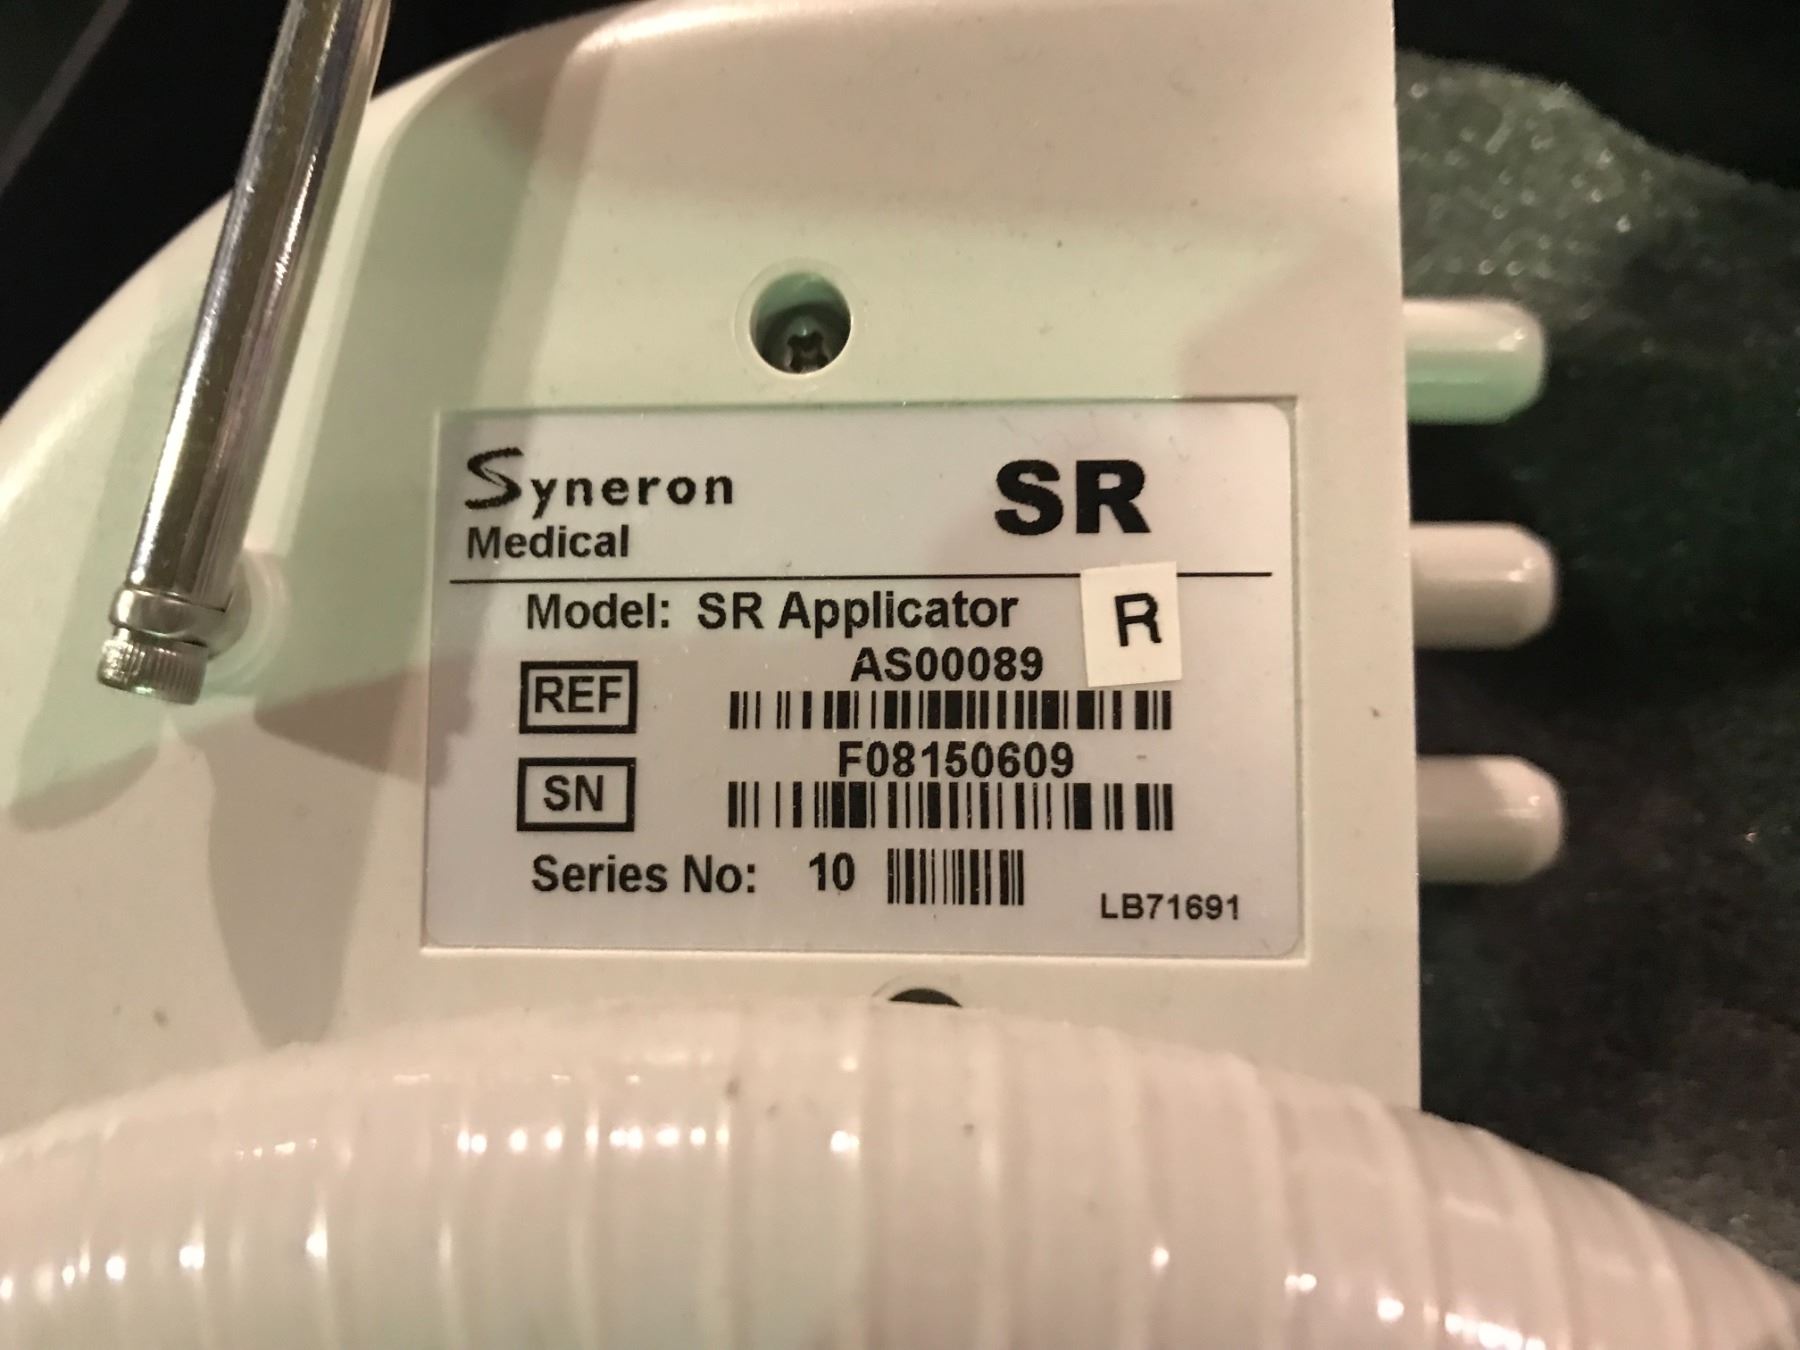 Syneron
Medical
SR
Model: SR Applicator
R
REF
AS00089
SN
F08150609
Series No: 10
LB71691